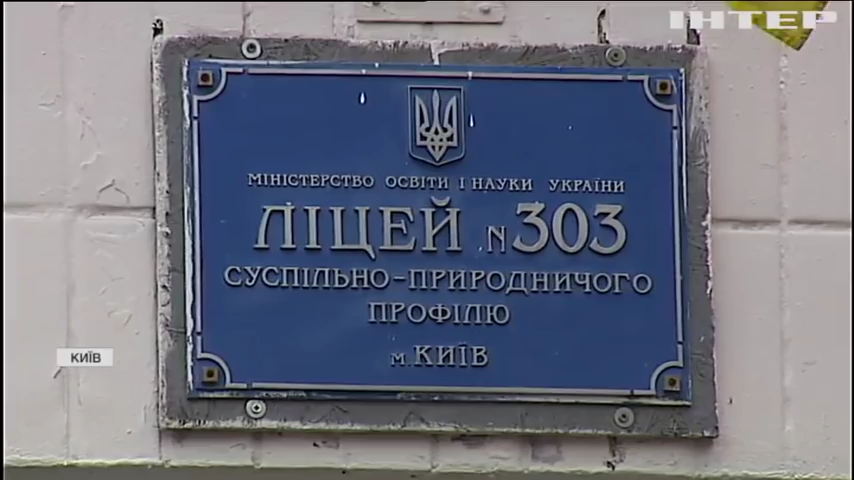 ІНТЕР
МІНІСТЕРСТВО ОСВІТИ І НАУКИ УКРАЇНИ
ЛІЦЕЙ N 303
СУСПІЛЬНО-ПРИРОДНИЧОГО
ПРОФІЛЮ
м. КИЇВ
КИЇВ